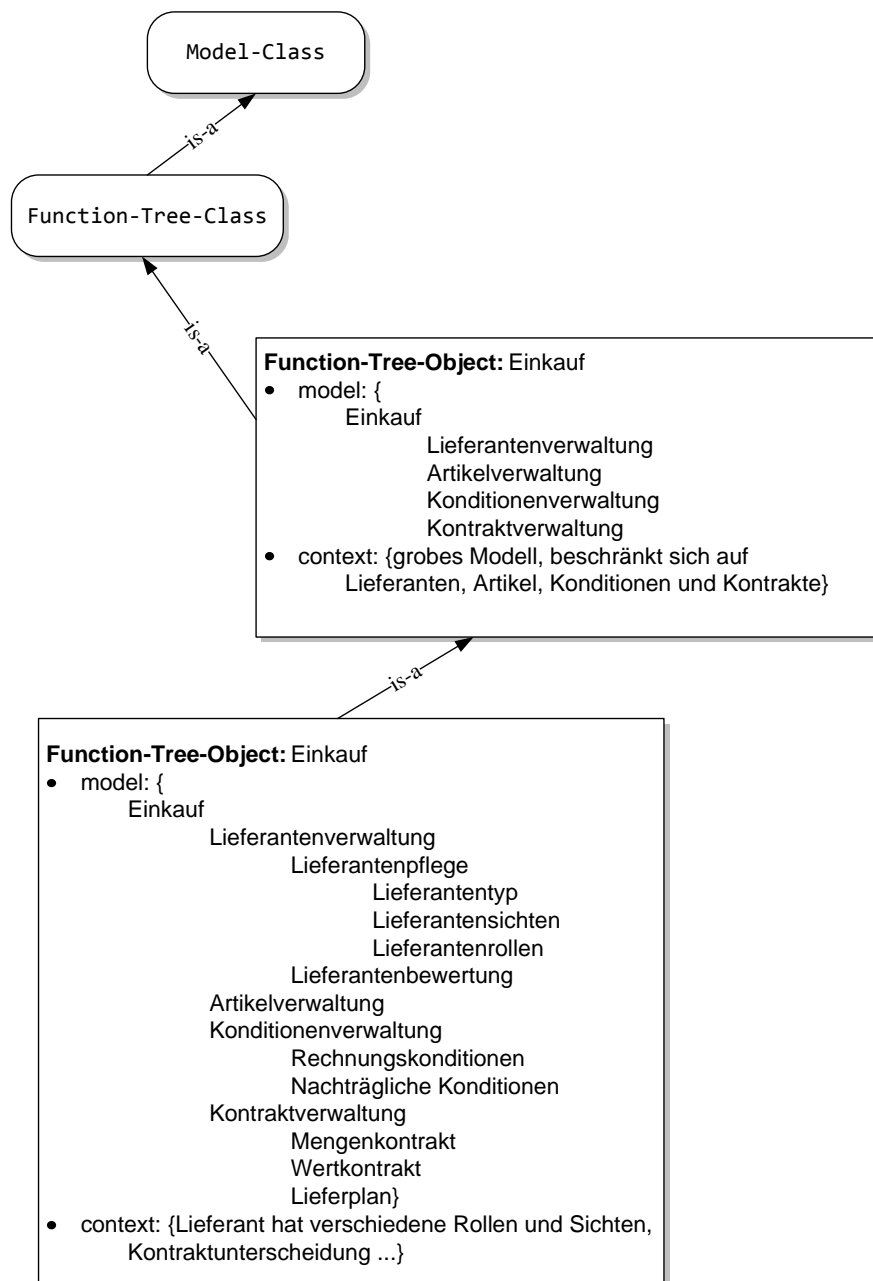 Model-Class
is-a
Function-Tree-Class
is-a
Function-Tree-Object: Einkauf
• model: {
Einkauf
Lieferantenverwaltung
Artikelverwaltung
Konditionenverwaltung
Kontraktverwaltung
• context: {grobes Modell, beschränkt sich auf
Lieferanten, Artikel, Konditionen und Kontrakte}
is-a
Function-Tree-Object: Einkauf
• model: {
Einkauf
Lieferantenverwaltung
Lieferantenpflege
Lieferantentyp
Lieferantensichten
Lieferantenrollen
Lieferantenbewertung
Artikelverwaltung
Konditionenverwaltung
Rechnungskonditionen
Nachträgliche Konditionen
Kontraktverwaltung
Mengenkontrakt
Wertkontrakt
Lieferplan}
• context: {Lieferant hat verschiedene Rollen und Sichten,
Kontraktunterscheidung ...}